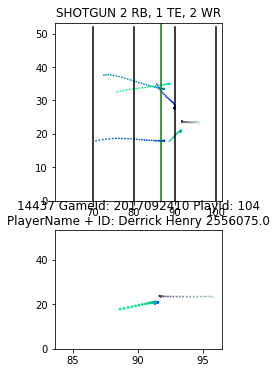 SHOTGUN 2 RB, 1 TE, 2 WR
50
40
30
20
10
0
70 80 90 100
14437 GameId: 2017092410 PlayId: 104
PlayerName + ID: Derrick Henry 2556075.0
40
20
0
85 90 95